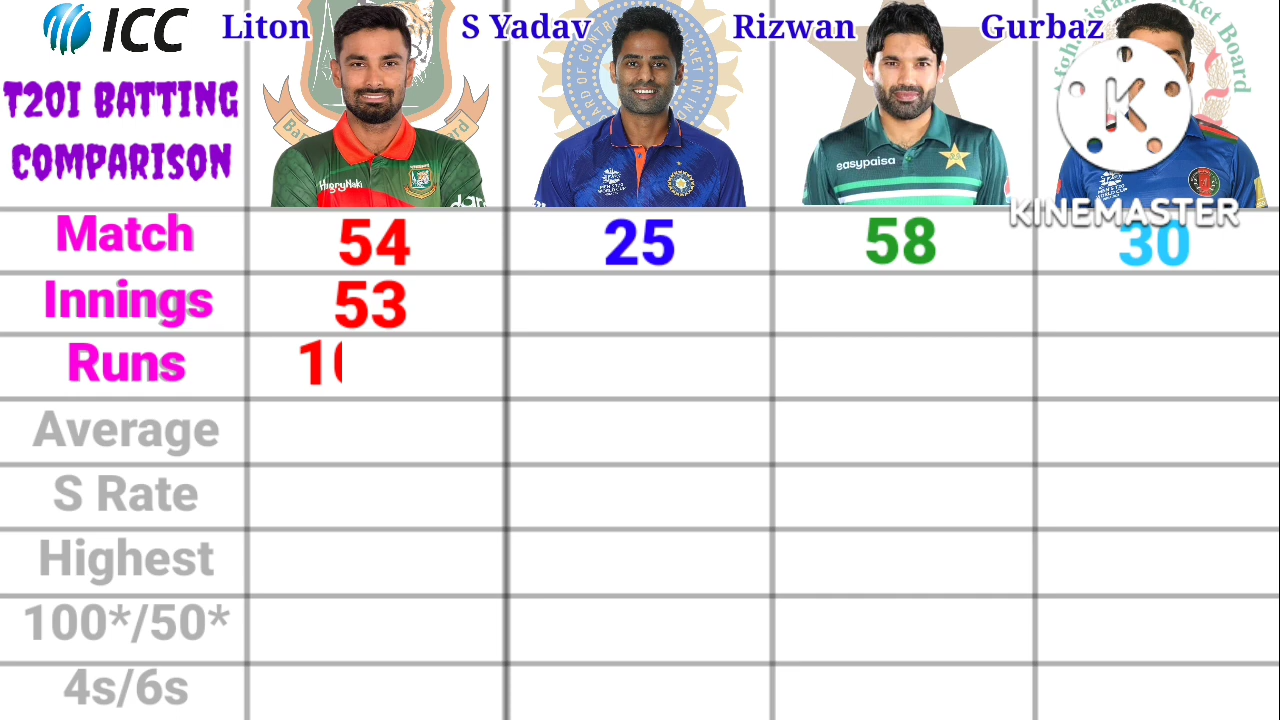 ICC Liton S Yadav Rizwan Gurbaz
T20I BATTING
COMPARISON
HugryNaki
easypaisa
K
KINEMASTER
Match 54 25 58 30
Innings 53
Runs
Average
S Rate
Highest
100*/50*
4s/6s